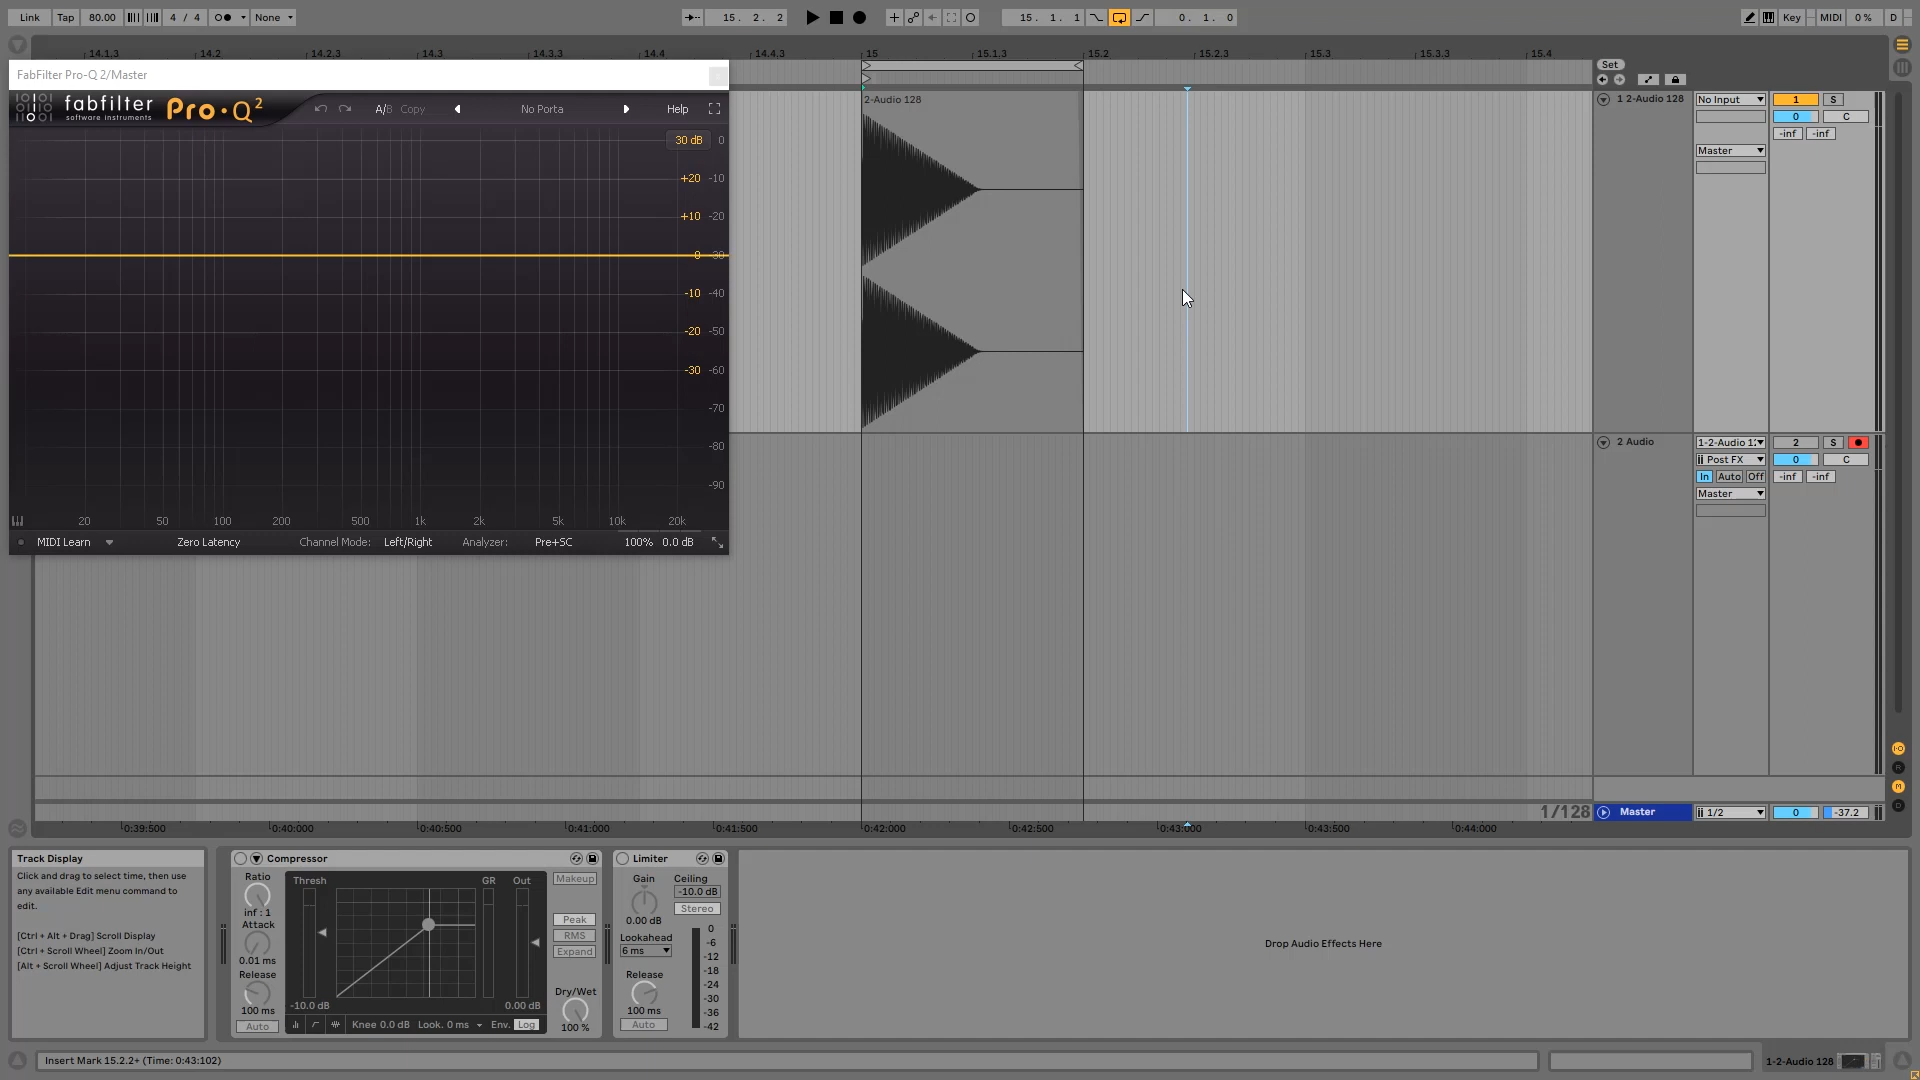 Link Tap 80.00 4 / 4 None 15. 2. 2 15. 1. 1 0. 1. 0 Key MIDI 0 % D
14.1.3 14.2 14.2.3 14.3 14.3.3 14.4 14.4.3 15 15.1.3 15.2 15.2.3 15.3 15.3.3 15.4
Set
FabFilter Pro-Q 2/Master
fabfilter
software instruments
Pro·Q 2
A/B Copy No Porta Help
30 dB 0
+20 -10
+10 -20
0 -30
-10 -40
-20 -50
-30 -60
-70
-80
-90
20 50 100 200 500 1k 2k 5k 10k 20k
MIDI Learn Zero Latency Channel Mode: Left/Right Analyzer: Pre+SC 100% 0.0 dB
2-Audio 128
1 2-Audio 128 No Input 1 S
0 C
-inf -inf
Master
2 Audio 1-2-Audio 12 2 S
Post FX 0 C
In Auto Off -inf -inf
Master
1/128 Master 1/2 0 -37.2
0:39:500 0:40:000 0:40:500 0:41:000 0:41:500 0:42:000 0:42:500 0:43:000 0:43:500 0:44:000
Track Display
Click and drag to select time, then use
any available Edit menu command to
edit.
[Ctrl + Alt + Drag] Scroll Display
[Ctrl + Scroll Wheel] Zoom In/Out
[Alt + Scroll Wheel] Adjust Track Height
Compressor
Ratio
inf : 1
Attack
0.01 ms
Release
100 ms
Auto
Thresh GR Out
-10.0 dB 0.00 dB
Knee 0.0 dB Look. 0 ms Env. Log
Makeup
Peak
RMS
Expand
Dry/Wet
100 %
Limiter
Gain Ceiling
-10.0 dB
Stereo
0.00 dB
Lookahead
6 ms
Release
100 ms
Auto
0
-6
-12
-18
-24
-30
-36
-42
Drop Audio Effects Here
Insert Mark 15.2.2+ (Time: 0:43:102)
1-2-Audio 128